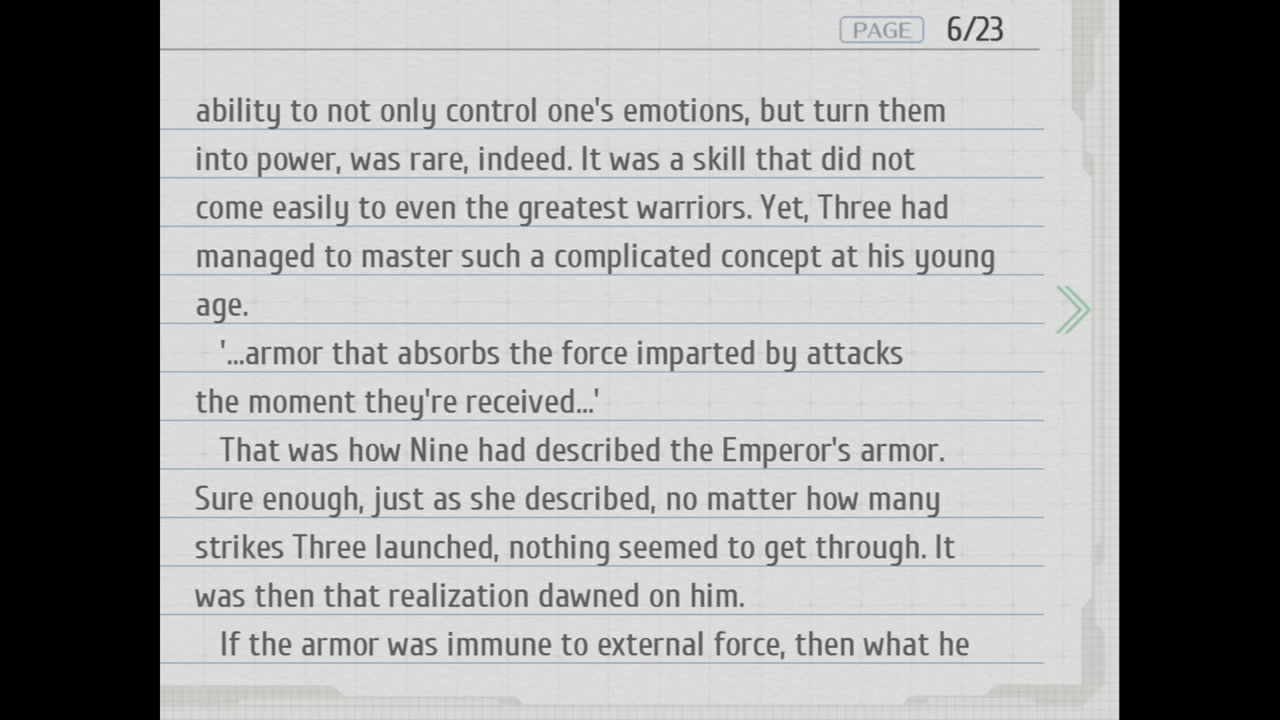 PAGE 6/23
ability to not only control one's emotions, but turn them
into power, was rare, indeed. It was a skill that did not
come easily to even the greatest warriors. Yet, Three had
managed to master such a complicated concept at his young
age.
'...armor that absorbs the force imparted by attacks
the moment they're received...'
That was how Nine had described the Emperor's armor.
Sure enough, just as she described, no matter how many
strikes Three launched, nothing seemed to get through. It
was then that realization dawned on him.
If the armor was immune to external force, then what he